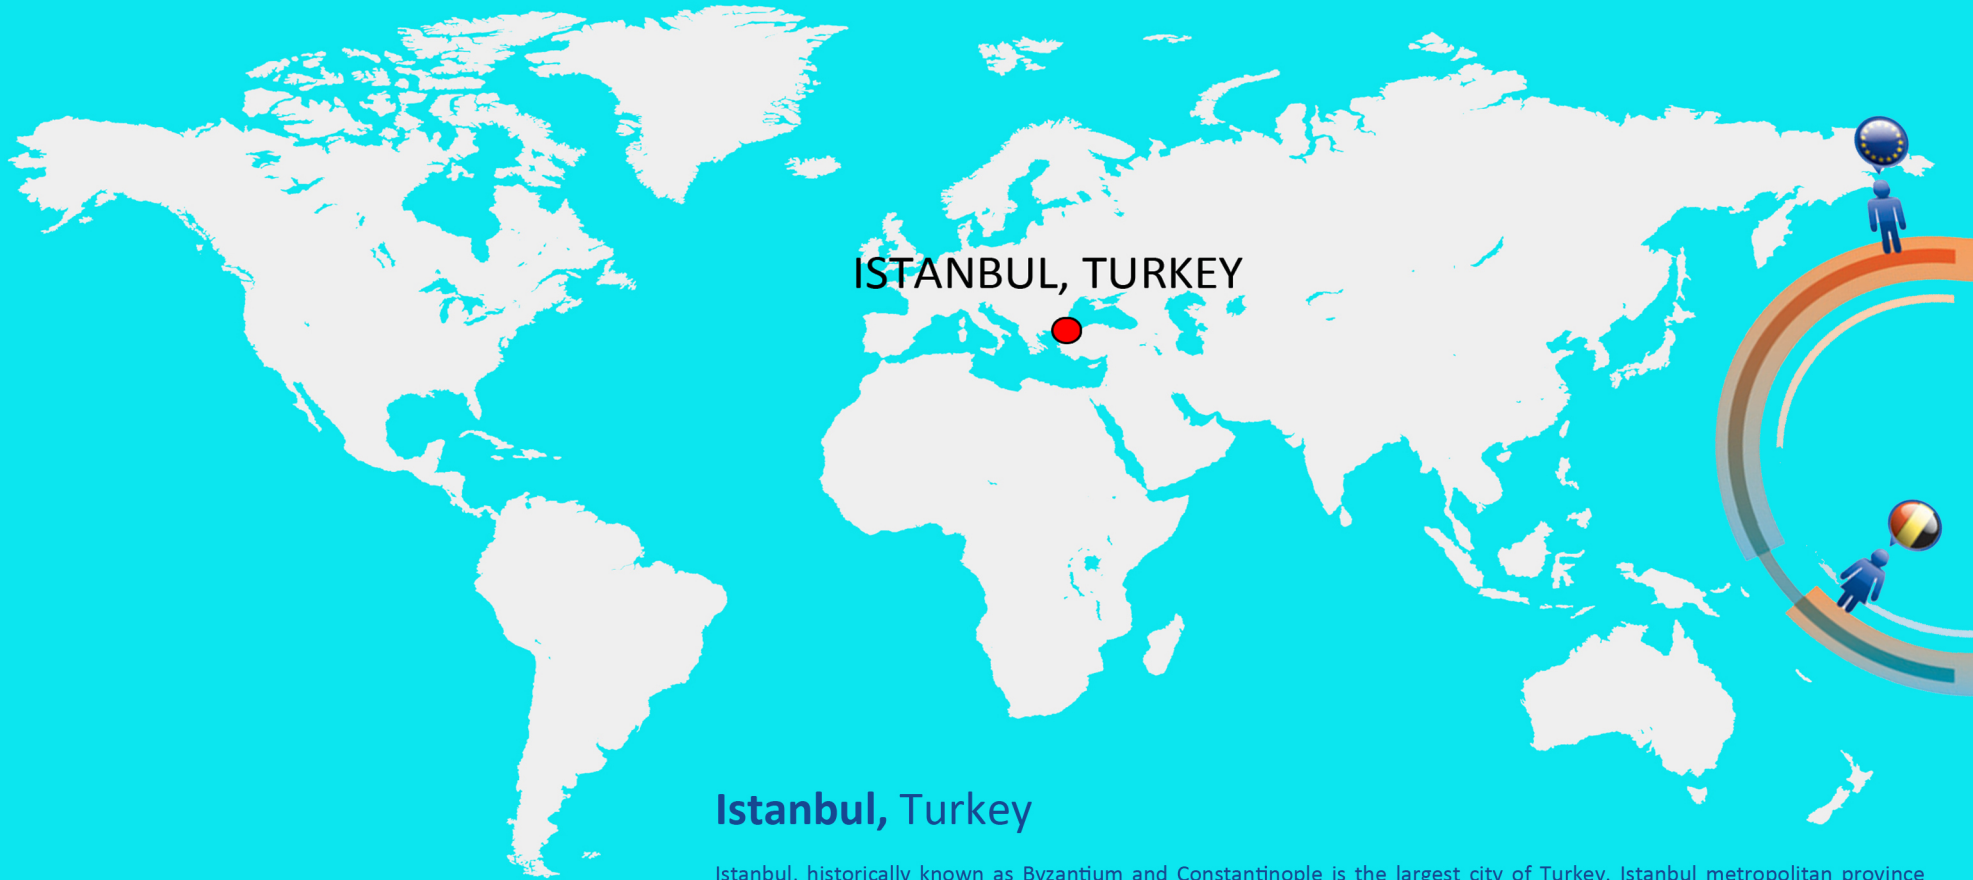 ISTANBUL, TURKEY
Istanbul, Turkey
Istanbul, historically known as Byzantium and Constantinople is the largest city of Turkey. Istanbul metropolitan province